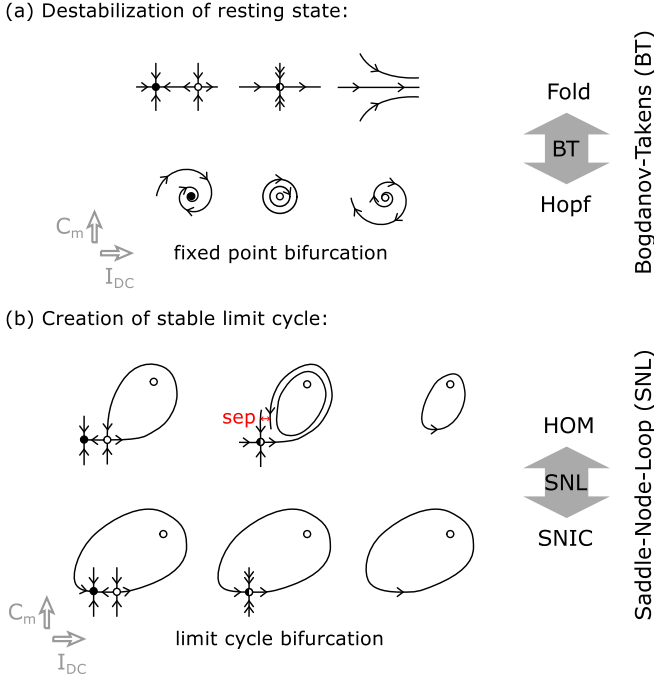 (a) Destabilization of resting state:
Fold
BT
Hopf
Bogdanov-Takens (BT)
Cm
IDC
fixed point bifurcation
(b) Creation of stable limit cycle:
sep
HOM
SNL
SNIC
Saddle-Node-Loop (SNL)
Cm
IDC
limit cycle bifurcation